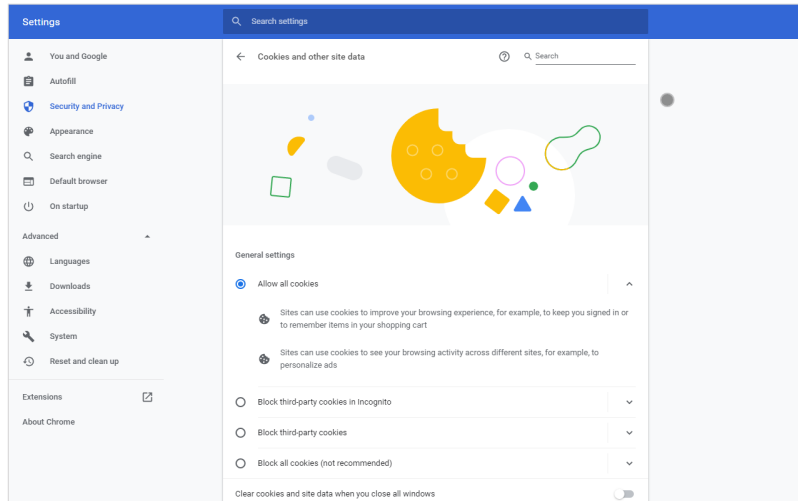 Settings
Search settings
You and Google
Autofill
Security and Privacy
Appearance
Search engine
Default browser
On startup
Advanced
Languages
Downloads
Accessibility
System
Reset and clean up
Extensions
About Chrome
Cookies and other site data
Search
General settings
Allow all cookies
Sites can use cookies to improve your browsing experience, for example, to keep you signed in or
to remember items in your shopping cart
Sites can use cookies to see your browsing activity across different sites, for example, to
personalize ads
Block third-party cookies in Incognito
Block third-party cookies
Block all cookies (not recommended)
Clear cookies and site data when you close all windows